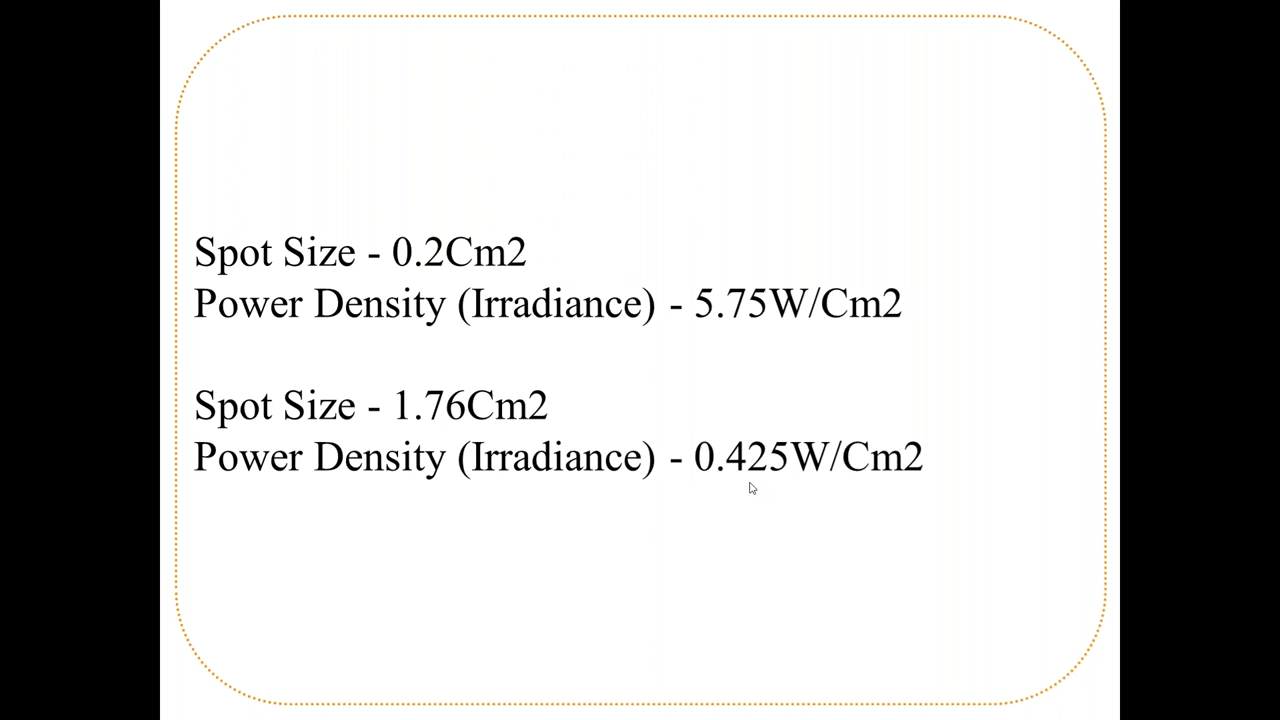 Spot Size - 0.2Cm2
Power Density (Irradiance) - 5.75W/Cm2
Spot Size - 1.76Cm2
Power Density (Irradiance) - 0.425W/Cm2